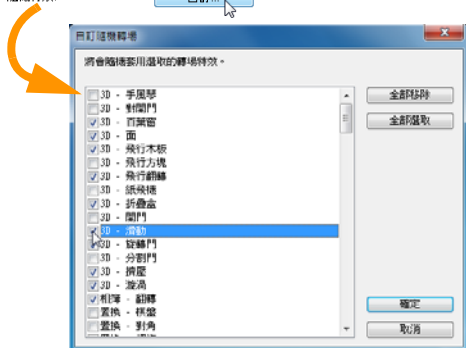 自訂隨機轉場
將會隨機套用選取的轉場特效。
3D - 手風琴
3D - 對開門
3D - 百葉窗
3D - 面
3D - 飛行木板
3D - 飛行方塊
3D - 飛行翻轉
3D - 紙飛機
3D - 折疊盒
3D - 開門
3D - 滑動
3D - 旋轉門
3D - 分割門
3D - 擠壓
3D - 漩渦
相簿 - 翻轉
置換 - 棋盤
置換 - 對角
全部移除
全部選取
確定
取消